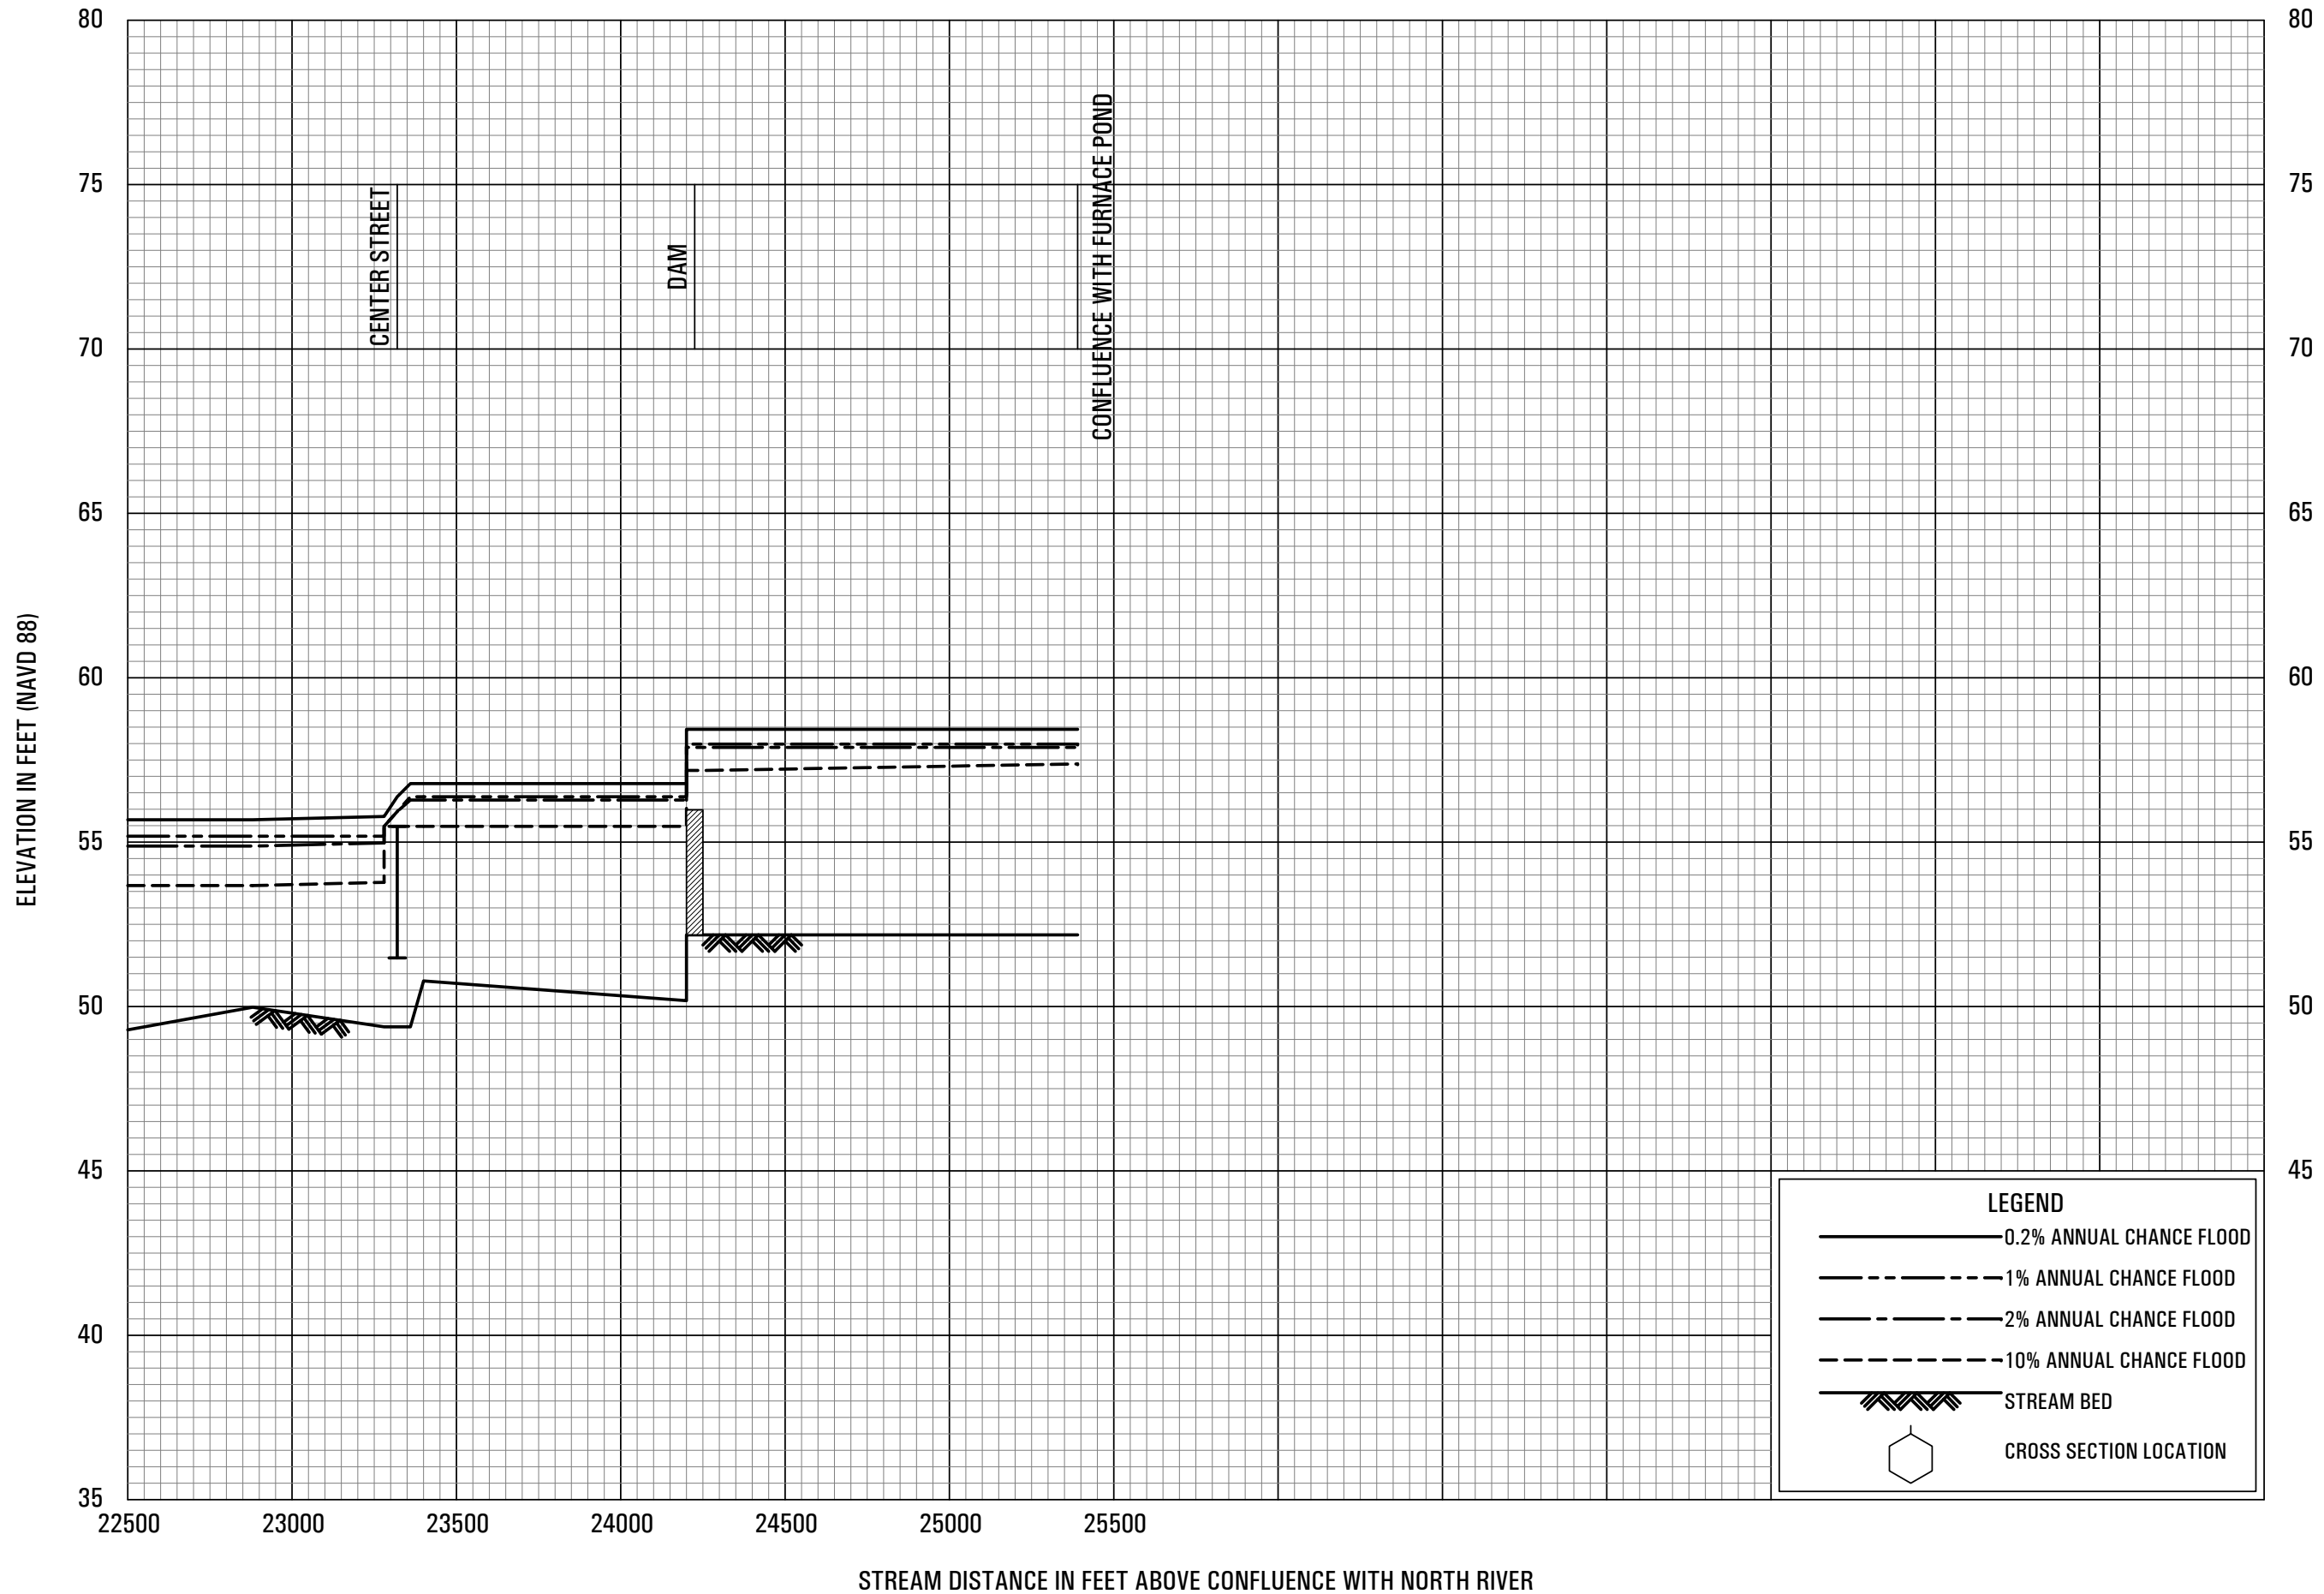 80
80
75
75
70
70
65
65
60
60
55
55
50
50
45
45
40
35
CENTER STREET
DAM
CONFLUENCE WITH FURNACE POND
ELEVATION IN FEET (NAVD 88)
LEGEND
0.2% ANNUAL CHANCE FLOOD
1% ANNUAL CHANCE FLOOD
2% ANNUAL CHANCE FLOOD
10% ANNUAL CHANCE FLOOD
STREAM BED
CROSS SECTION LOCATION
22500
23000
23500
24000
24500
25000
25500
STREAM DISTANCE IN FEET ABOVE CONFLUENCE WITH NORTH RIVER